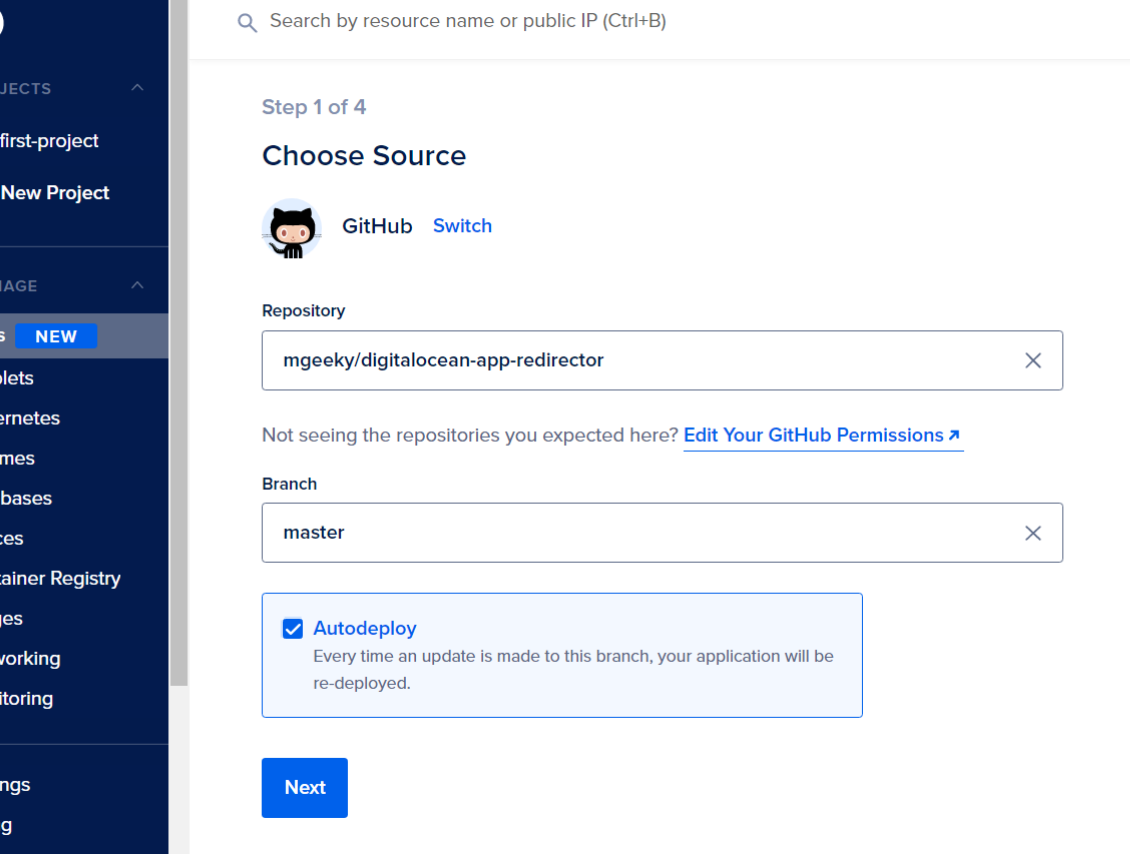 Search by resource name or public IP (Ctrl+B)
JECTS
first-project
New Project
AGE
s NEW
lets
ernetes
mes
bases
ces
tainer Registry
ges
vorking
itoring
ngs
g
Step 1 of 4
Choose Source
GitHub Switch
Repository
mgeeky/digitalocean-app-redirector
Not seeing the repositories you expected here? Edit Your GitHub Permissions
Branch
master
Autodeploy
Every time an update is made to this branch, your application will be
re-deployed.
Next